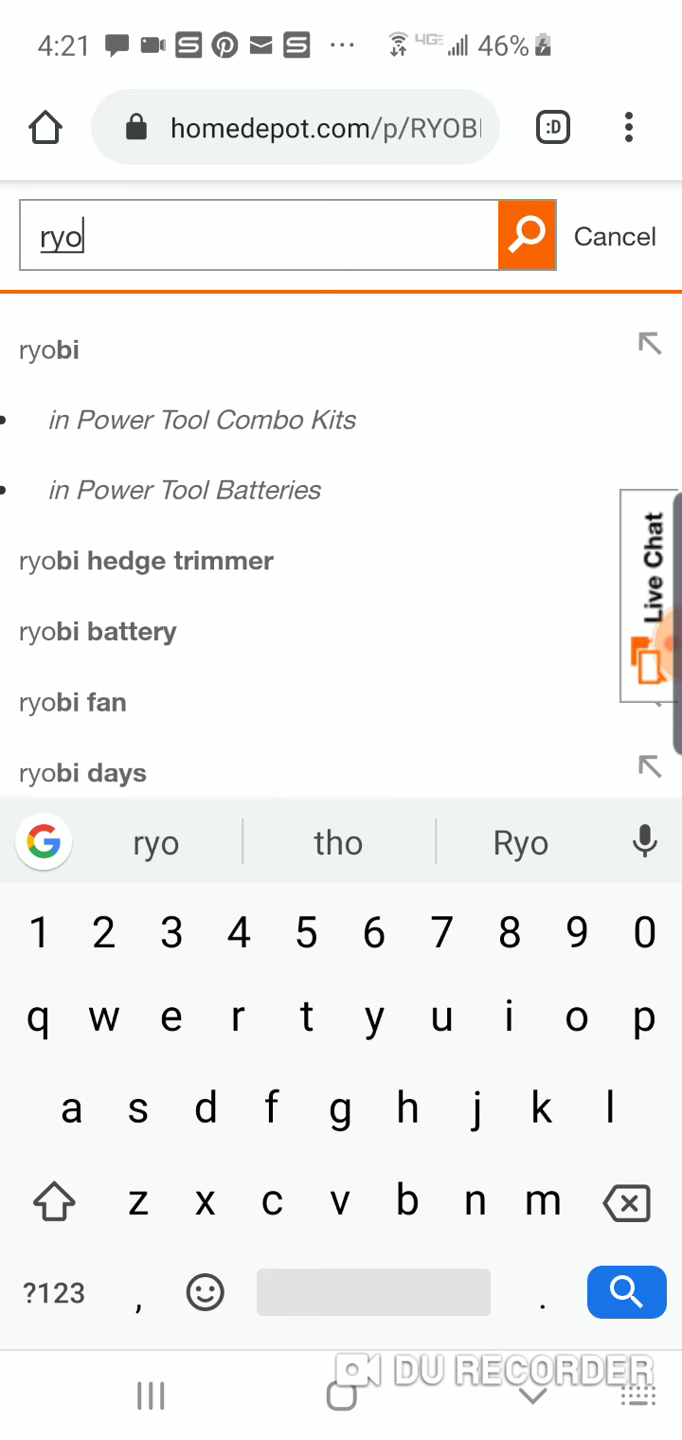 4:21 ... 4GE 46%
homedepot.com/p/RYOBI
:D
ryo
Cancel
ryobi
• in Power Tool Combo Kits
• in Power Tool Batteries
ryobi hedge trimmer
ryobi battery
ryobi fan
ryobi days
Live Chat
ryo tho Ryo
1 2 3 4 5 6 7 8 9 0
q w e r t y u i o p
a s d f g h j k l
z x c v b n m
?123 , .
DU RECORDER